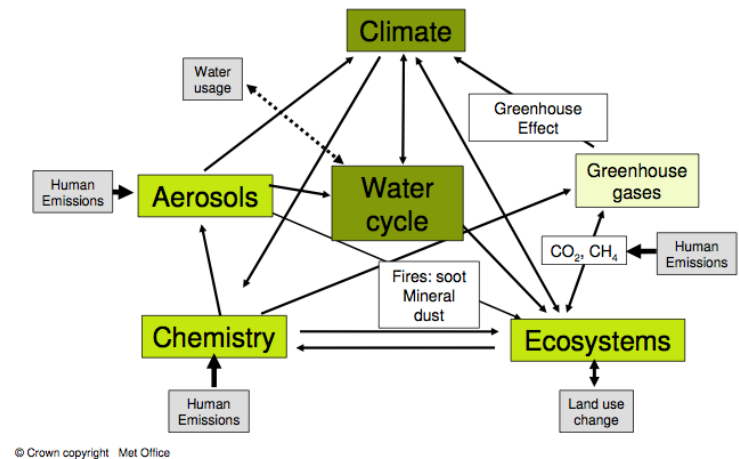 Climate
Water
usage
Greenhouse
Effect
Human
Emissions
Aerosols
Water
cycle
Greenhouse
gases
CO₂, CH₄
Human
Emissions
Fires: soot
Mineral
dust
Chemistry
Ecosystems
Human
Emissions
Land use
change
© Crown copyright Met Office